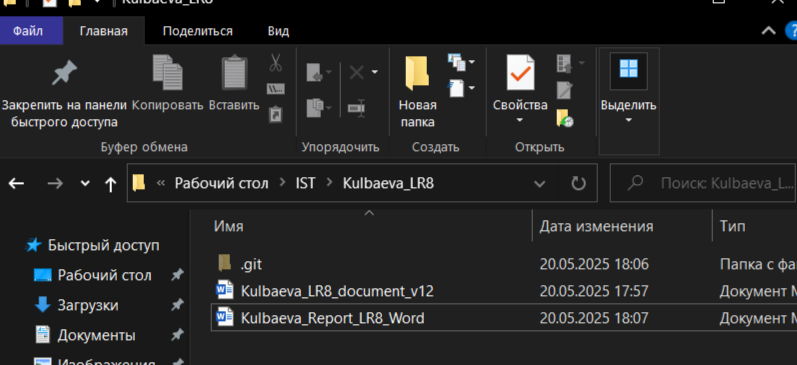 Kulbaeva_LR8
Файл Главная Поделиться Вид
Закрепить на панели быстрого доступа Копировать Вставить Новая папка Свойства Выделить
Буфер обмена Упорядочить Создать Открыть
« Рабочий стол IST Kulbaeva_LR8 Поиск: Kulbaeva_L...
Имя Дата изменения Тип
Быстрый доступ
.git 20.05.2025 18:06 Папка с фа
Рабочий стол
Kulbaeva_LR8_document_v12 20.05.2025 17:57 Документ M
Загрузки
Kulbaeva_Report_LR8_Word 20.05.2025 18:07 Документ M
Документы
Изображения